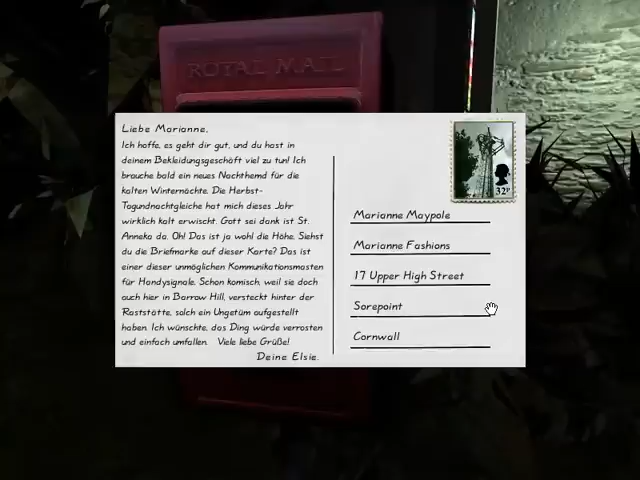 ROYAL MAIL
Liebe Marianne,
Ich hoffe, es geht dir gut, und du hast in
deinem Bekleidungsgeschäft viel zu tun! Ich
brauche bald ein neues Nachthemd für die
kalten Winternächte. Die Herbst-
Tagundnachtgleiche hat mich dieses Jahr
wirklich kalt erwischt. Gott sei dank ist St.
Anneka da. Oh! Das ist ja wohl die Höhe. Siehst
du die Briefmarke auf dieser Karte? Das ist
einer dieser unmöglichen Kommunikationsmasten
für Handysignale. Schon komisch, weil sie doch
auch hier in Barrow Hill, versteckt hinter der
Raststätte, solch ein Ungetüm aufgestellt
haben. Ich wünschte, das Ding würde verrosten
und einfach umfallen. Viele liebe Grüße!
Deine Elsie.
32P
Marianne Maypole
Marianne Fashions
17 Upper High Street
Sorepoint
Cornwall